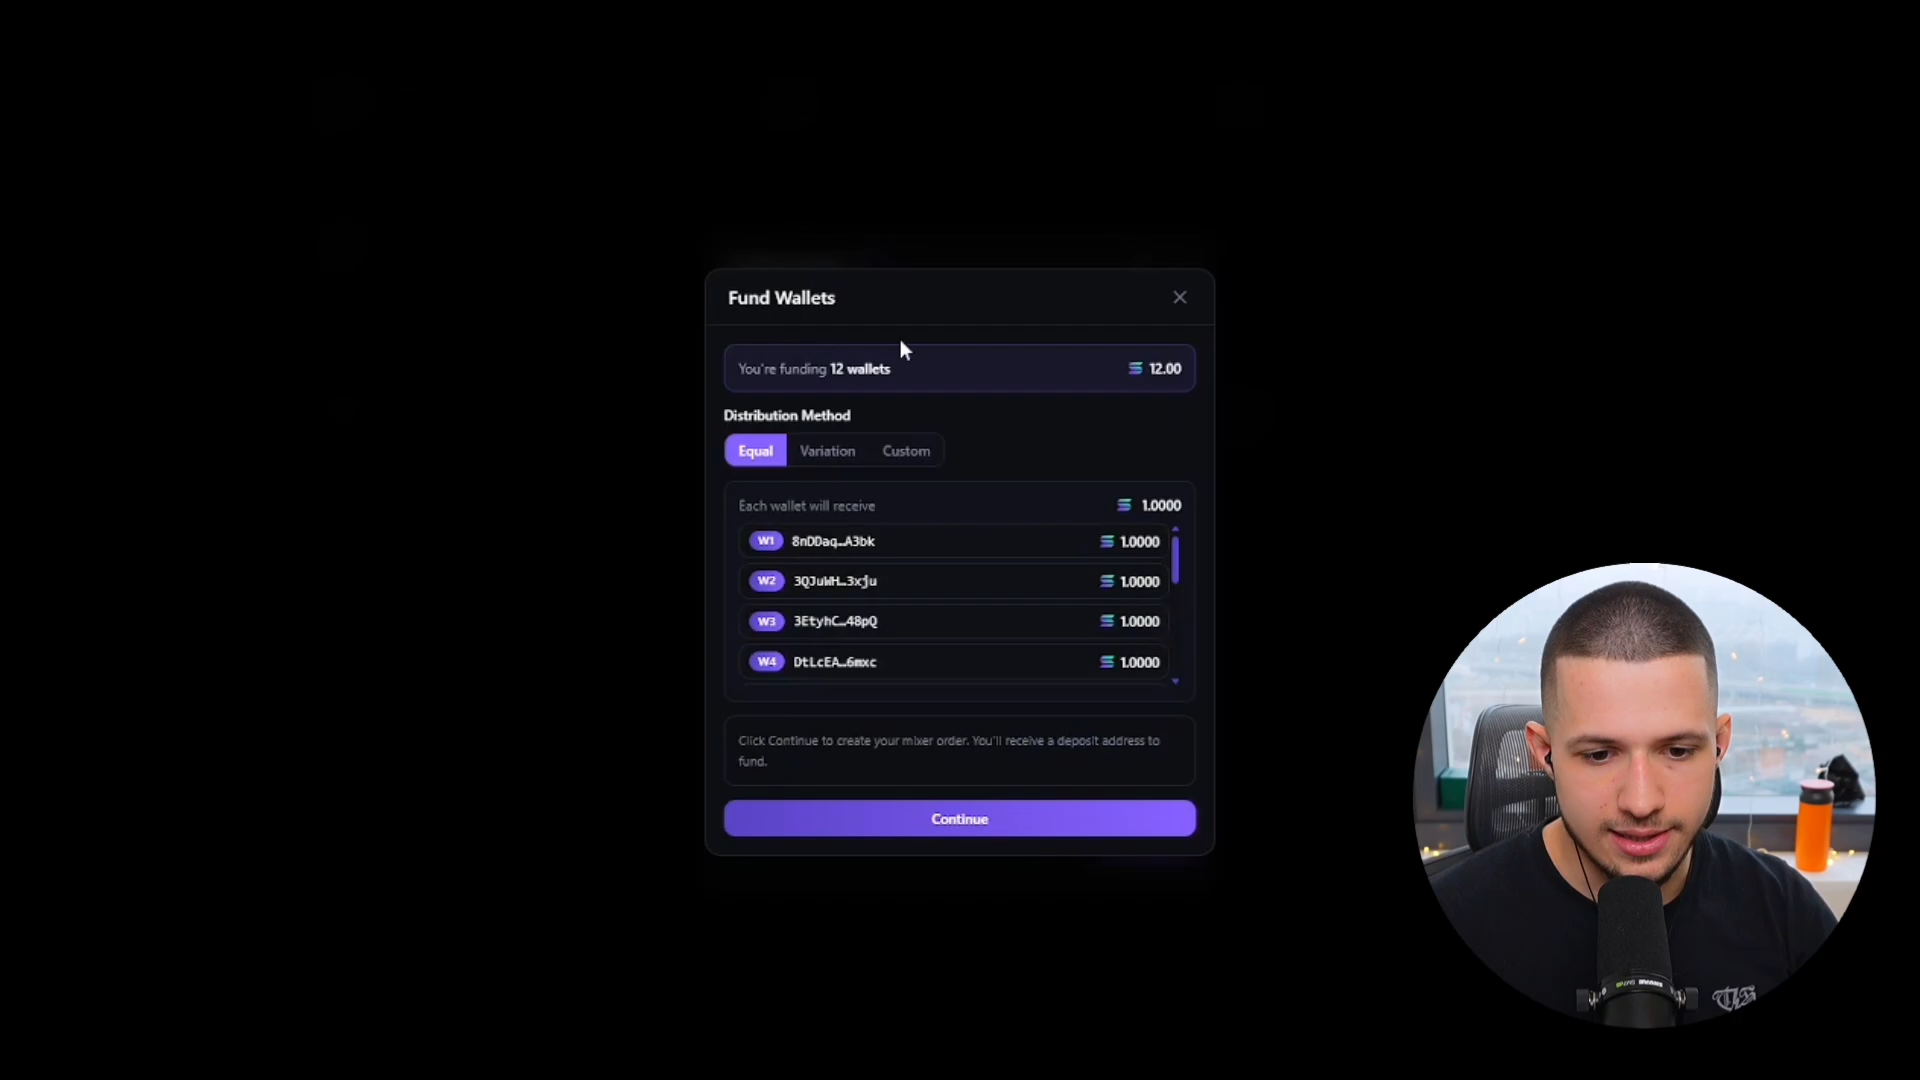 Fund Wallets
You're funding 12 wallets 12.00
Distribution Method
Equal Variation Custom
Each wallet will receive 1.0000
W1 8nDDaq…A3bk 1.0000
W2 3QJuWH…3xju 1.0000
W3 3EtyhC…48pQ 1.0000
W4 DtLcEA…6mxc 1.0000
Click Continue to create your mixer order. You'll receive a deposit address to
fund.
Continue